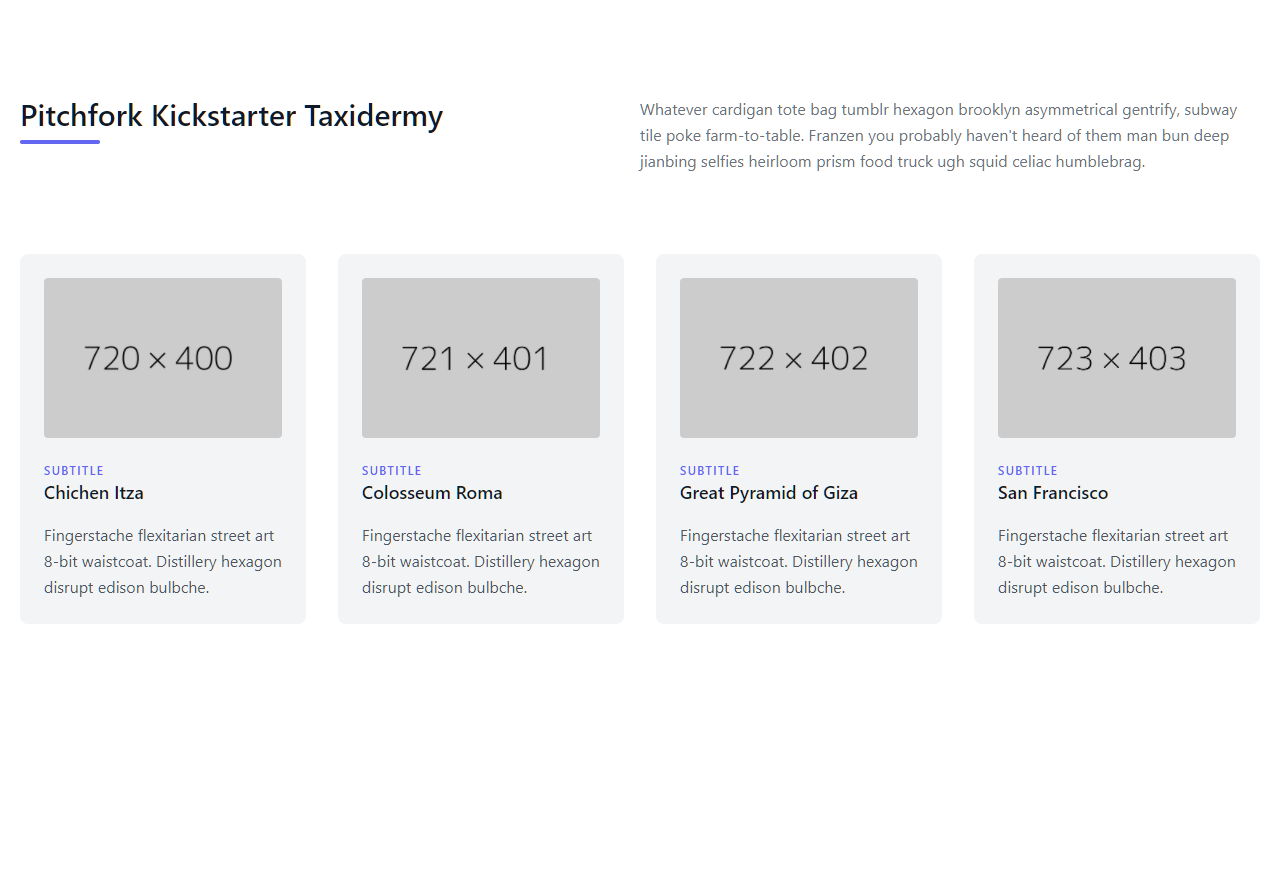 Pitchfork Kickstarter Taxidermy
Whatever cardigan tote bag tumblr hexagon brooklyn asymmetrical gentrify, subway
tile poke farm-to-table. Franzen you probably haven't heard of them man bun deep
jianbing selfies heirloom prism food truck ugh squid celiac humblebrag.
720 × 400
SUBTITLE
Chichen Itza
Fingerstache flexitarian street art
8-bit waistcoat. Distillery hexagon
disrupt edison bulbche.
721 × 401
SUBTITLE
Colosseum Roma
Fingerstache flexitarian street art
8-bit waistcoat. Distillery hexagon
disrupt edison bulbche.
722 × 402
SUBTITLE
Great Pyramid of Giza
Fingerstache flexitarian street art
8-bit waistcoat. Distillery hexagon
disrupt edison bulbche.
723 × 403
SUBTITLE
San Francisco
Fingerstache flexitarian street art
8-bit waistcoat. Distillery hexagon
disrupt edison bulbche.